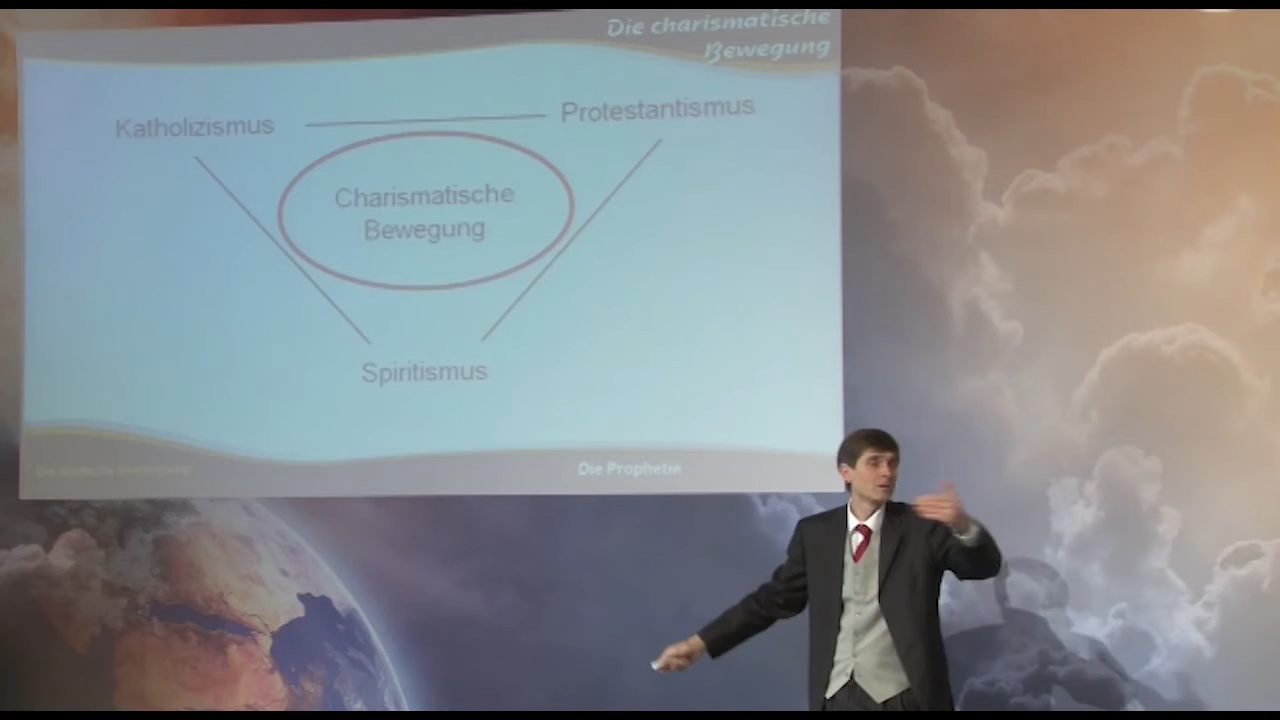 Die charismatische
Bewegung
Katholizismus
Protestantismus
Charismatische
Bewegung
Spiritismus
Die Prophetie